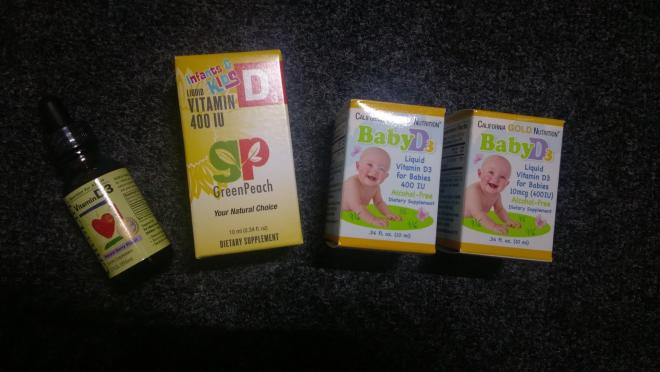 Vitamin D3
Infants & Kids
LIQUID
VITAMIN D3
400 IU
gp
GreenPeach
Your Natural Choice
10 ml (0.34 fl. oz)
DIETARY SUPPLEMENT
CALIFORNIA GOLD NUTRITION®
BabyD3
Liquid
Vitamin D3
for Babies
400 IU
Alcohol-free
Dietary Supplement
.34 fl. oz. (10 ml)
CALIFORNIA GOLD NUTRITION®
BabyD3
Liquid
Vitamin D3
for Babies
10mcg (400IU)
Alcohol-free
Dietary Supplement
.34 fl. oz. (10 ml)